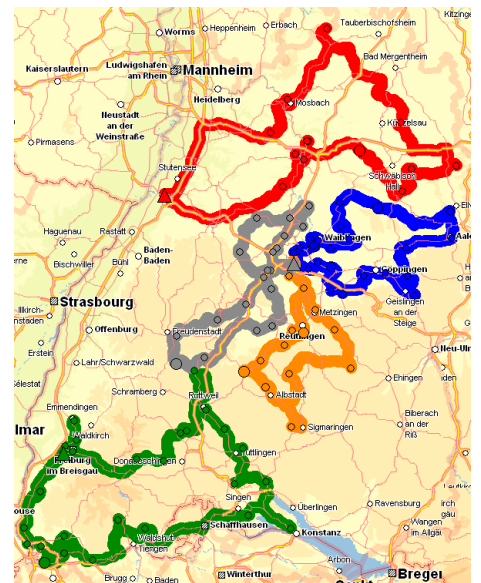 Kitzinge
Tauberbischofsheim
Heppenheim
Erbach
Worms
Bad Mergentheim
Ludwigshafen
am Rhein
Mannheim
Kaiserslautern
Heidelberg
Mosbach
Neustadt
an der
Weinstraße
Künzelsau
Pirmasens
Stutensee
Schwäbisch
Hall
Ellw
Haguenau
Rastatt
Waiblingen
Aale
Baden-
Baden
Bischwiller
Bühl
Göppingen
Strasbourg
Geislingen
an der
Steige
Metzingen
Illkirch-
Offenburg
Freudenstadt
Reutlingen
Neu-Ulm
Erstein
Lahr/Schwarzwald
Ehingen
Sélestat
Schramberg
Albstadt
Rottweil
Emmendingen
Biberach
an der
Riß
Sigmaringen
lmar
Waldkirch
Freiburg
im Breisgau
Tuttlingen
Donaueschingen
Singen
Überlingen
Ravensburg
ouse
Schaffhausen
Konstanz
Wangen
im Allgäu
Waldshut
Tiengen
Arbon
Brugg
Baden
Winterthur
Bregen